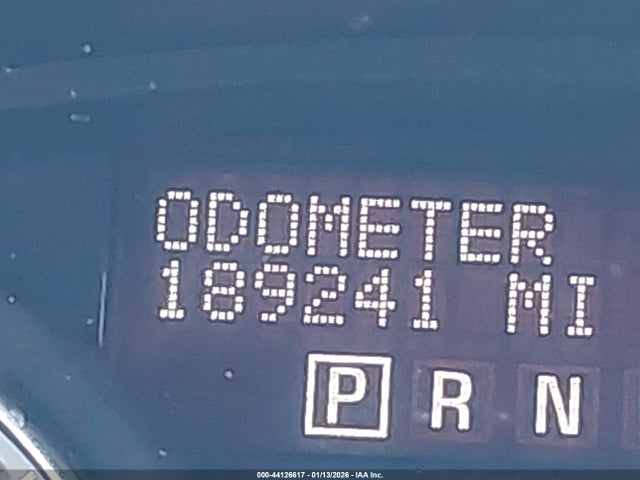 ODOMETER
189241 MI
P R N
000-44126617 - 01/13/2026 - IAA Inc.